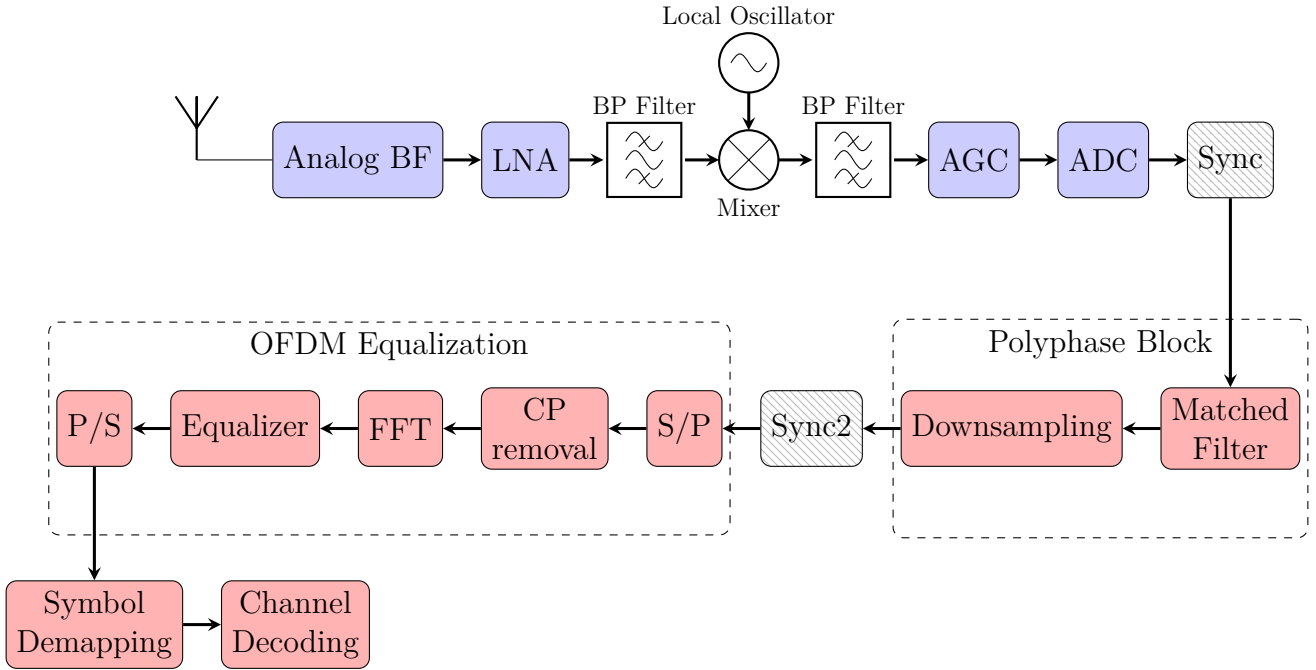 Local Oscillator
BP Filter
BP Filter
Analog BF
LNA
AGC
ADC
Sync
Mixer
OFDM Equalization
Polyphase Block
P/S
Equalizer
FFT
CP
removal
S/P
Sync2
Downsampling
Matched
Filter
Symbol
Demapping
Channel
Decoding